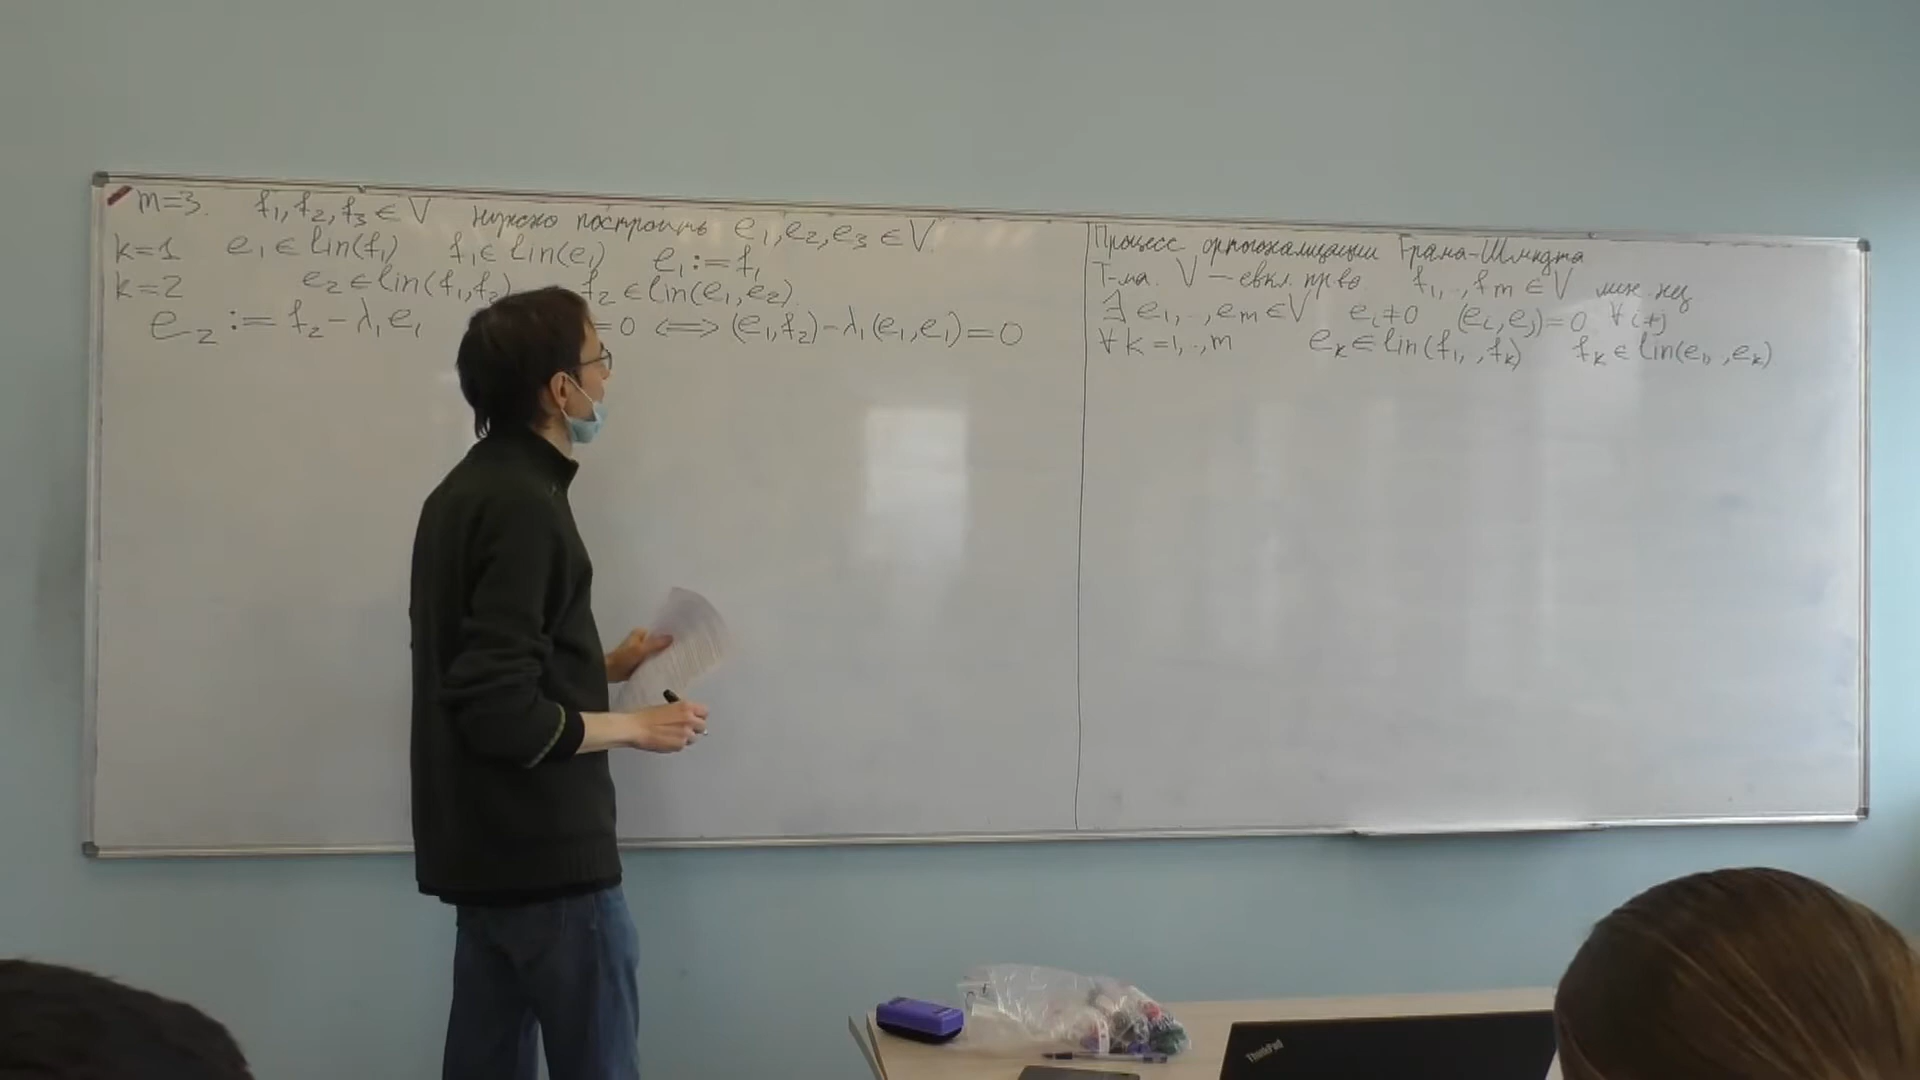 m=3. f₁, f₂, f₃ ∈ V нужно построить e₁, e₂, e₃ ∈ V.
k=1 e₁ ∈ lin(f₁) f₁ ∈ lin(e₁) e₁ := f₁
k=2 e₂ ∈ lin(f₁, f₂) f₂ ∈ lin(e₁, e₂).
e₂ := f₂ − λ₁e₁ =0 ⟺ (e₁, f₂) − λ₁(e₁, e₁) = 0
Процесс ортогонализации Грама-Шмидта
Т-ма. V — евкл. пр-во. f₁, .., fm ∈ V лин. нез
∃ e₁, .., em ∈ V ei ≠ 0 (ei, ej) = 0 ∀ i≠j
∀ k = 1, .., m ek ∈ lin(f₁, , fk) fk ∈ lin(e₁, , ek)
ThinkPad